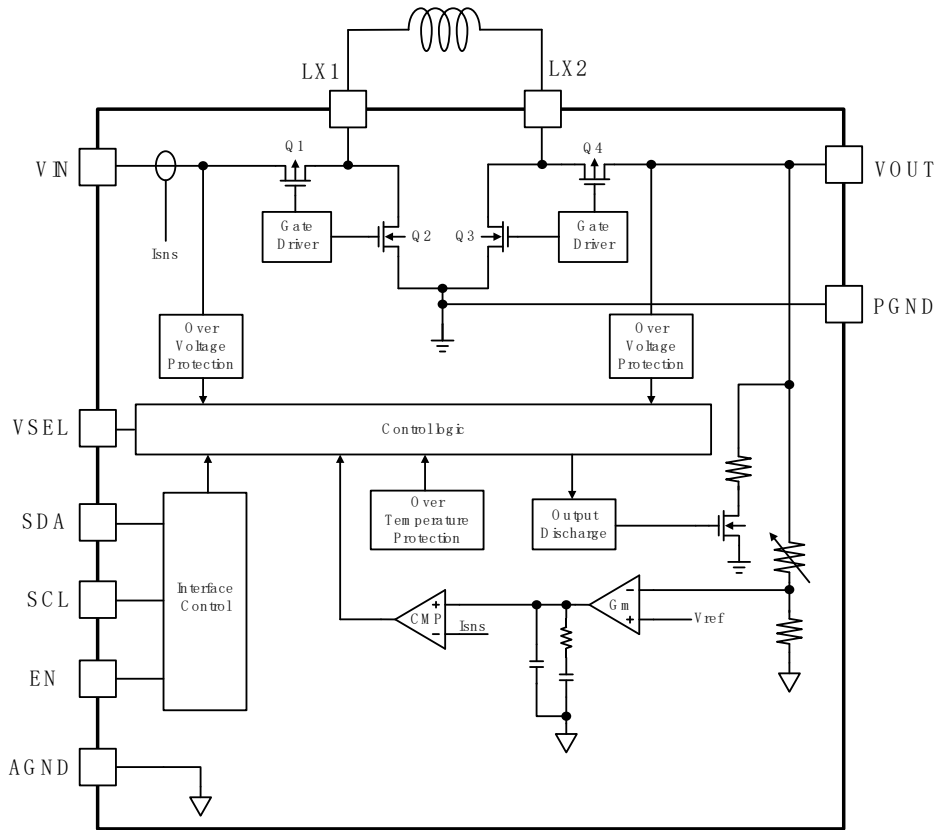 LX1
LX2
VIN
Q1
Q4
VOUT
Gate
Driver
Q2
Q3
Gate
Driver
Isns
PGND
Over
Voltage
Protection
Over
Voltage
Protection
VSEL
Control logic
SDA
Over
Temperature
Protection
Output
Discharge
SCL
Interface
Control
CMP
+
-
Isns
Gm
-
+
Vref
EN
AGND